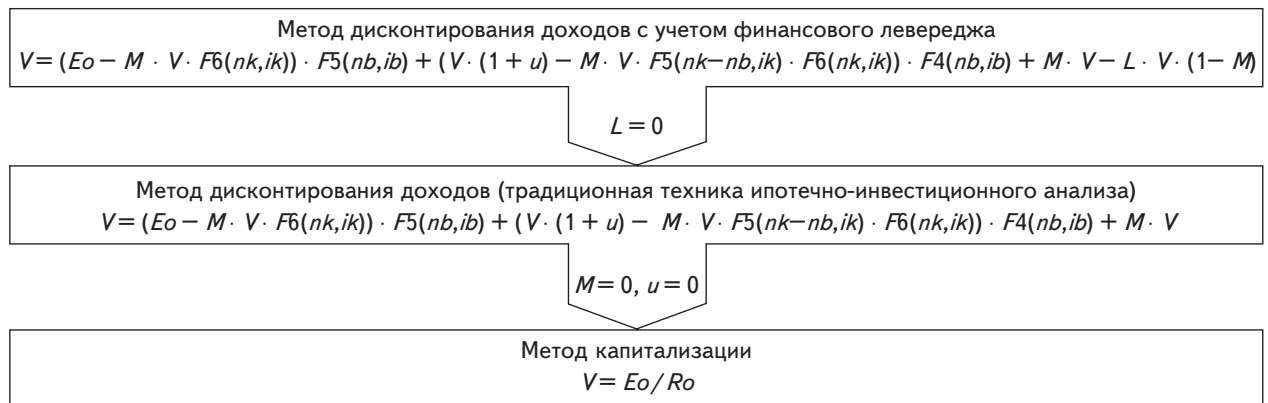 Метод дисконтирования доходов с учетом финансового левереджа
V = (Eo − M · V · F6(nk,ik)) · F5(nb,ib) + (V · (1 + u) − M · V · F5(nk−nb,ik) · F6(nk,ik)) · F4(nb,ib) + M · V − L · V · (1 − M)
L = 0
Метод дисконтирования доходов (традиционная техника ипотечно-инвестиционного анализа)
V = (Eo − M · V · F6(nk,ik)) · F5(nb,ib) + (V · (1 + u) − M · V · F5(nk−nb,ik) · F6(nk,ik)) · F4(nb,ib) + M · V
M = 0, u = 0
Метод капитализации
V = Eo / Ro